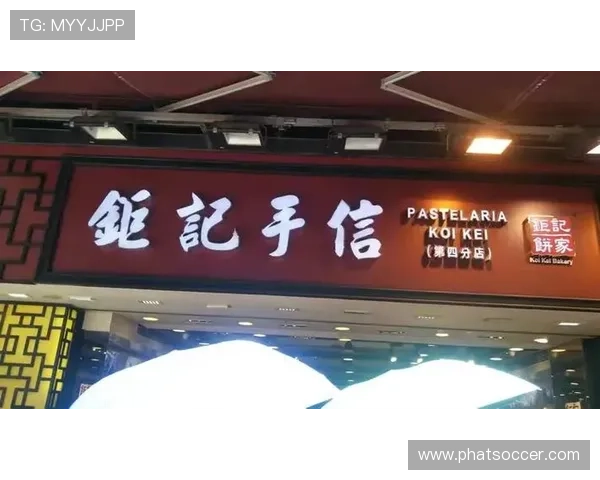 TG: MYYJJPP
鉅記手信
PASTELARIA
KOI KEI
(第四分店)
鉅記
餅家
Koi Kei Bakery
www.phatsoccer.com